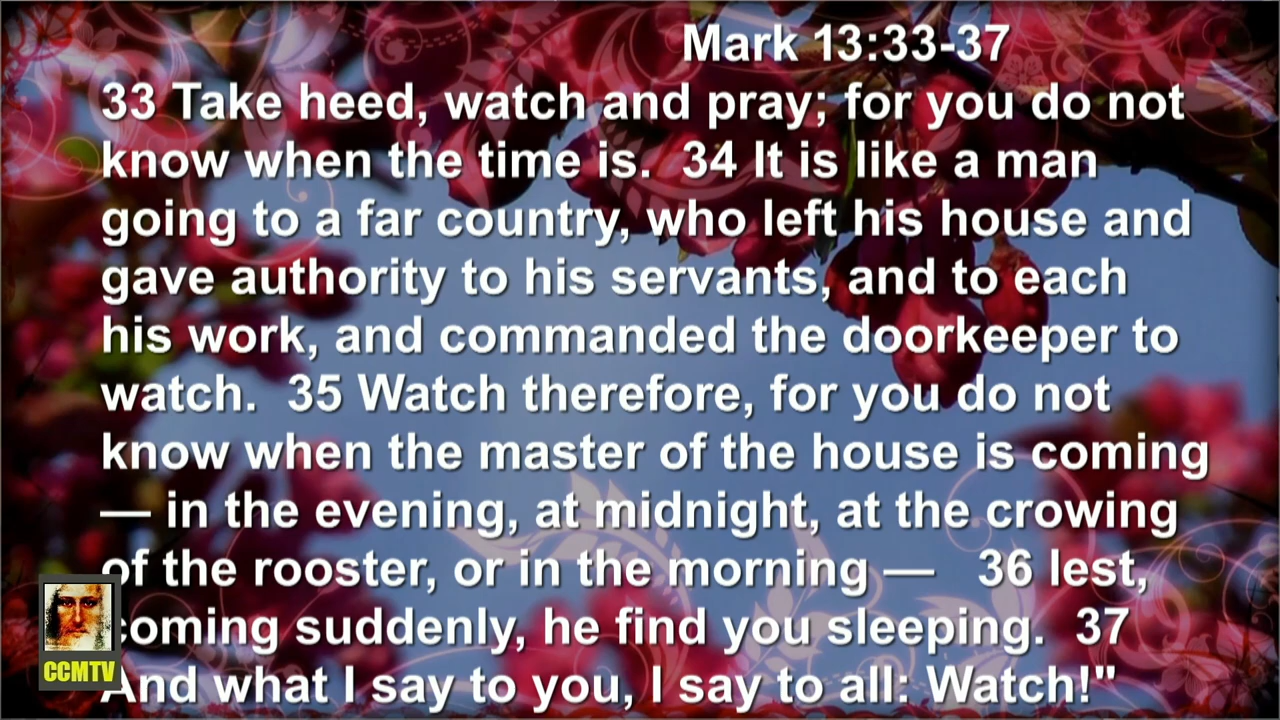 Mark 13:33-37
33 Take heed, watch and pray; for you do not
know when the time is.  34 It is like a man
going to a far country, who left his house and
gave authority to his servants, and to each
his work, and commanded the doorkeeper to
watch.  35 Watch therefore, for you do not
know when the master of the house is coming
— in the evening, at midnight, at the crowing
of the rooster, or in the morning —   36 lest,
coming suddenly, he find you sleeping.  37
And what I say to you, I say to all: Watch!"
CCMTV